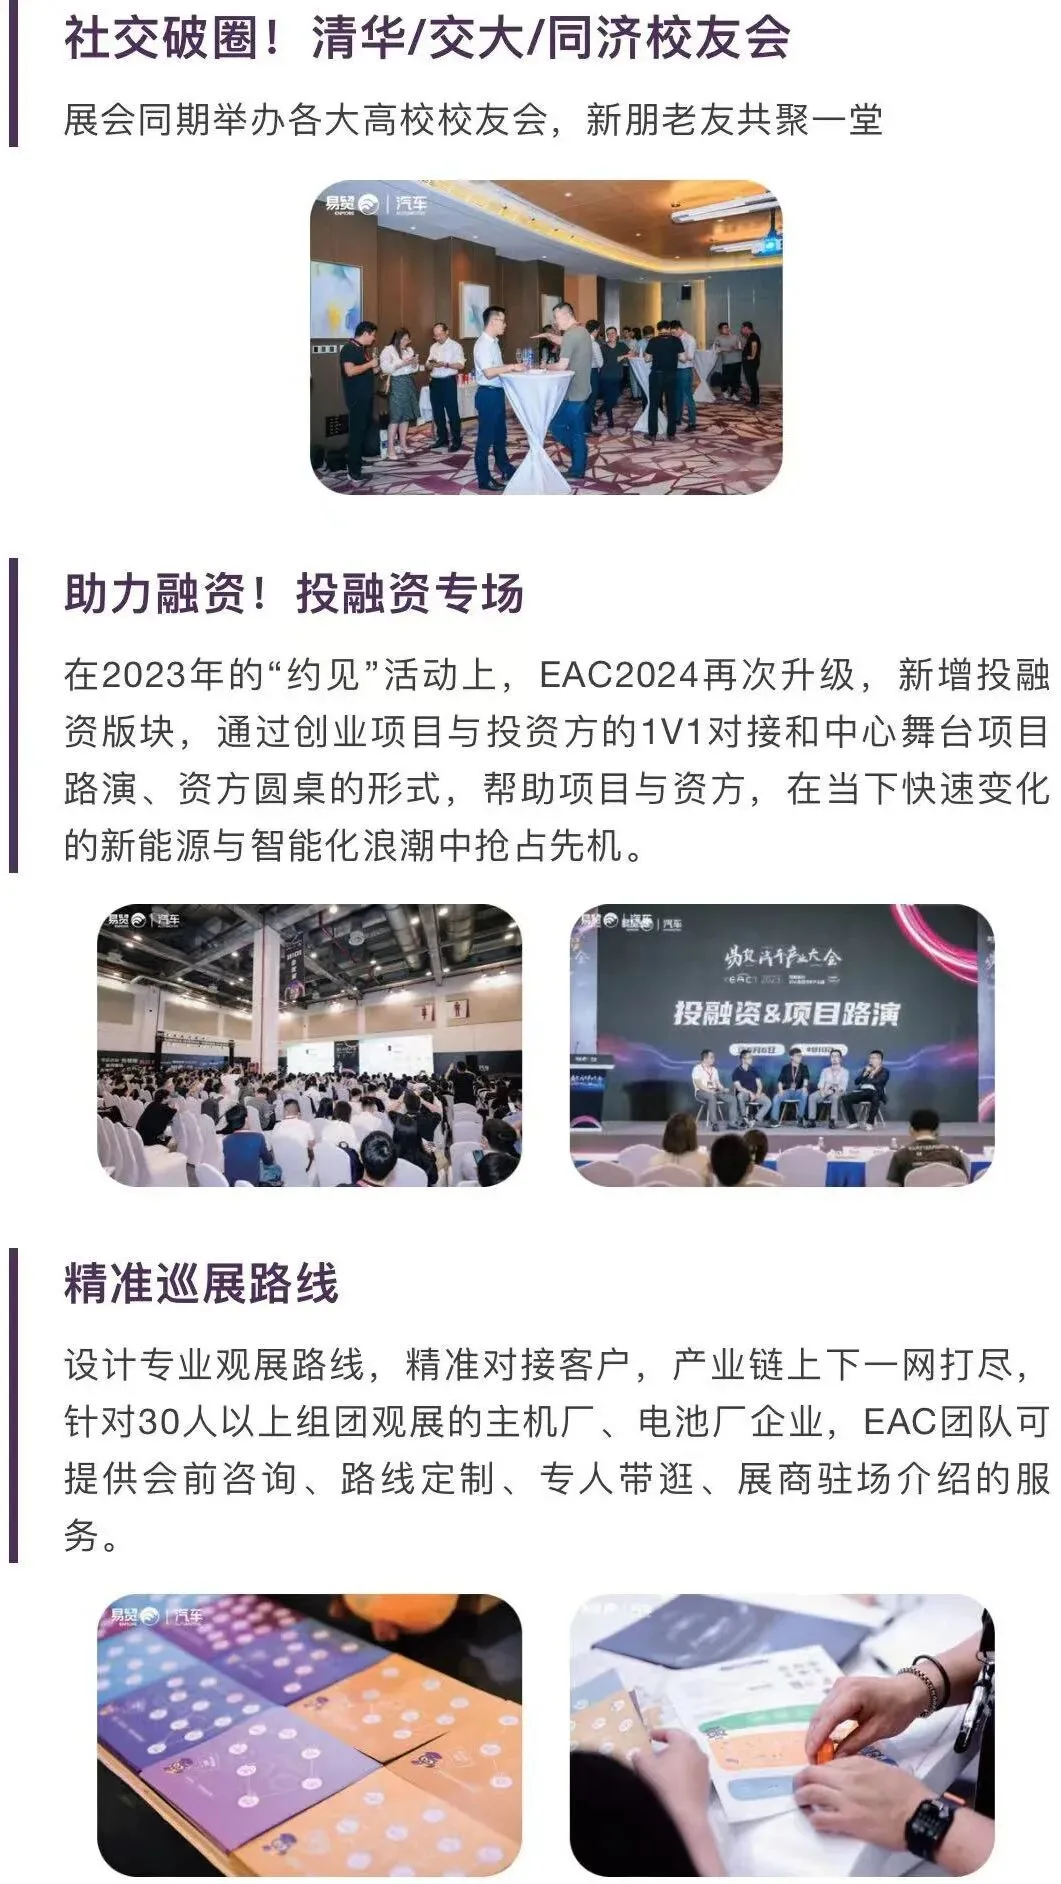 社交破圈！清华/交大/同济校友会
展会同期举办各大高校校友会，新朋老友共聚一堂
易贸 | 汽车
助力融资！投融资专场
在2023年的“约见”活动上，EAC2024再次升级，新增投融
资版块，通过创业项目与投资方的1V1对接和中心舞台项目
路演、资方圆桌的形式，帮助项目与资方，在当下快速变化
的新能源与智能化浪潮中抢占先机。
易贸 | 汽车
易贸 | 汽车
易贸汽车产业大会
EAC 2023
投融资&项目路演
精准巡展路线
设计专业观展路线，精准对接客户，产业链上下一网打尽，
针对30人以上组团观展的主机厂、电池厂企业，EAC团队可
提供会前咨询、路线定制、专人带逛、展商驻场介绍的服
务。
易贸 | 汽车